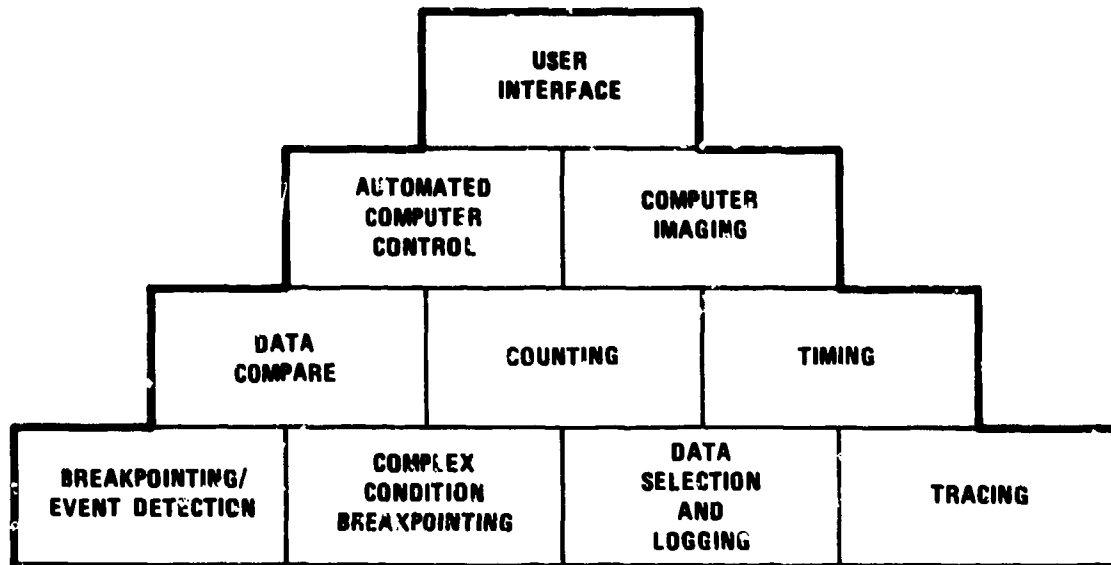 USER
INTERFACE
AUTOMATED
COMPUTER
CONTROL
COMPUTER
IMAGING
DATA
COMPARE
COUNTING
TIMING
BREAKPOINTING/
EVENT DETECTION
COMPLEX
CONDITION
BREAKPOINTING
DATA
SELECTION
AND
LOGGING
TRACING